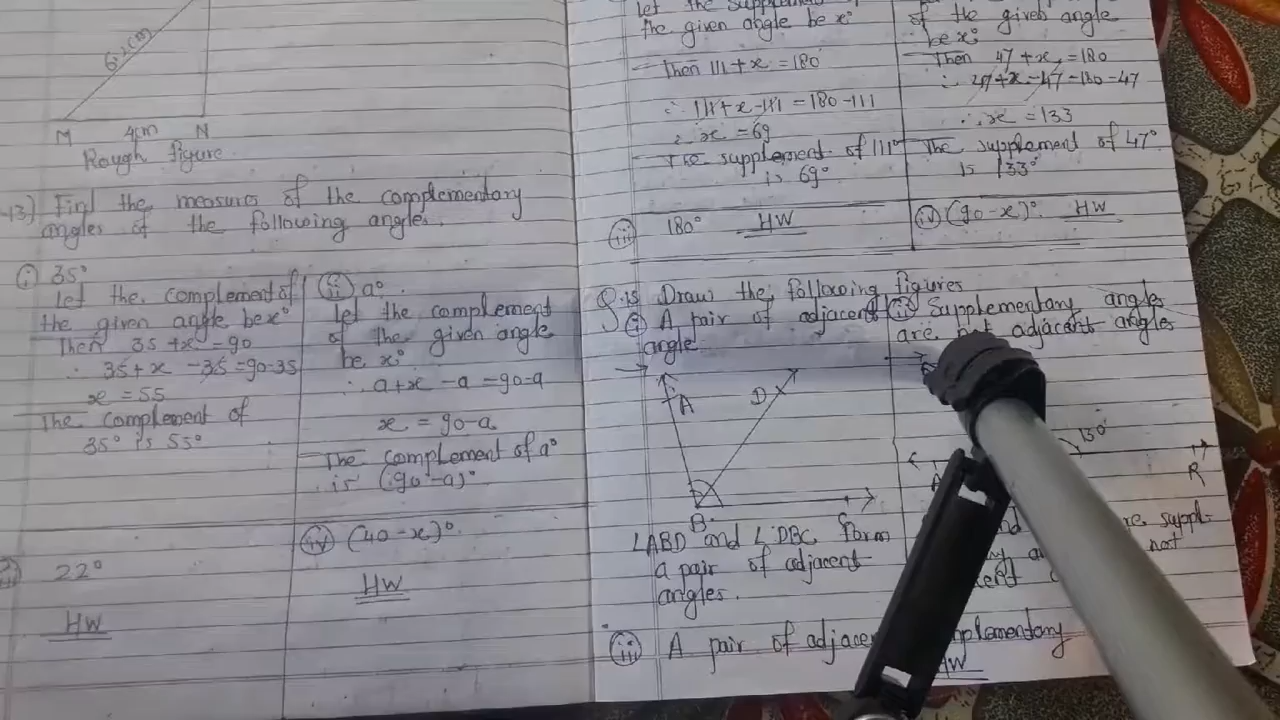 6.2cm
M 4cm N
Rough figure
13) Find the measures of the complementary
angles of the following angles.
(i) 35°
Let the complement of
the given angle be x°
Then 35+x =90
∴ 35+x -35=90-35
x =55
The complement of
35° is 55°
(ii) a°
Let the complement
of the given angle
be x°
∴ a+x -a =90-a
x =90-a
The complement of a°
is (90-a)°
22°
HW
(iv) (40-x)°
HW
Let the
the given angle be x°
Then 111+x =180
∴ 111+x-111=180-111
∴ x =69
The supplement of 111°
is 69°
of the given angle
be x°
Then 47+x =180
∴ 47+x-47=180-47
∴ x =133
The supplement of 47°
is 133°
(iii) 180° HW
(iv) (90-x)° HW
Q.15 Draw the following figures
(i) A pair of adjacent
angle
A D
B C
∠ABD and ∠DBC form
a pair of adjacent
angles.
(ii) Supplementary angles
are not adjacent angles
130°
A R
suppl-
not
(iii) A pair of
HW